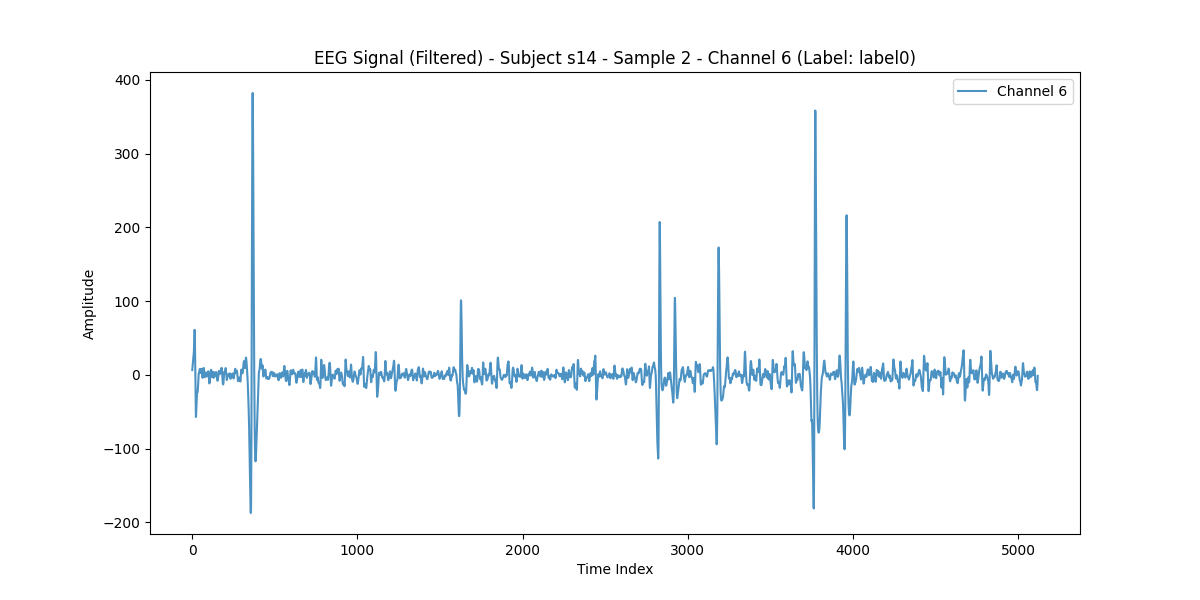 EEG Signal (Filtered) - Subject s14 - Sample 2 - Channel 6 (Label: label0)
Channel 6
400
300
200
100
0
−100
−200
Amplitude
0 1000 2000 3000 4000 5000
Time Index